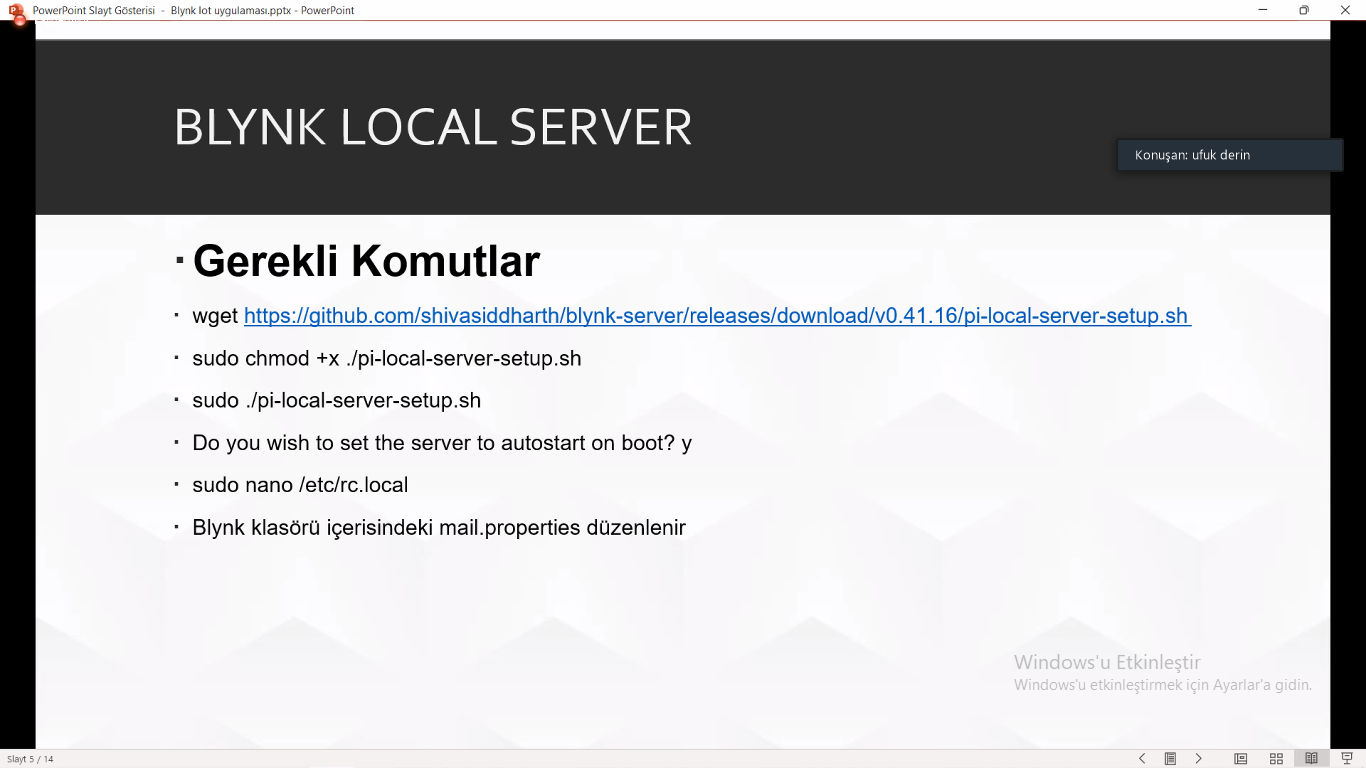 PowerPoint Slayt Gösterisi - Blynk Iot uygulaması.pptx - PowerPoint
BLYNK LOCAL SERVER
Konuşan: ufuk derin
▪ Gerekli Komutlar
▪ wget https://github.com/shivasiddharth/blynk-server/releases/download/v0.41.16/pi-local-server-setup.sh
▪ sudo chmod +x ./pi-local-server-setup.sh
▪ sudo ./pi-local-server-setup.sh
▪ Do you wish to set the server to autostart on boot? y
▪ sudo nano /etc/rc.local
▪ Blynk klasörü içerisindeki mail.properties düzenlenir
Windows'u Etkinleştir
Windows'u etkinleştirmek için Ayarlar'a gidin.
Slayt 5 / 14